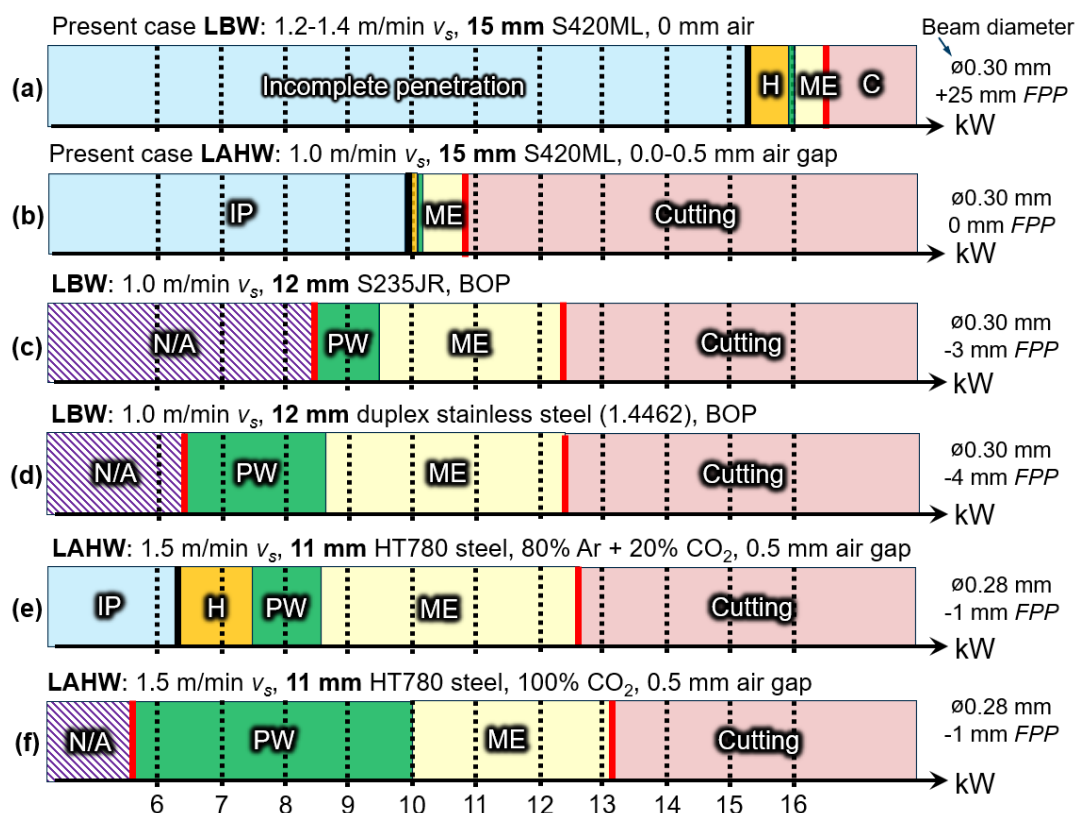 Present case LBW: 1.2-1.4 m/min vs, 15 mm S420ML, 0 mm air
Beam diameter
(a)
Incomplete penetration
H
ME
C
ø0.30 mm
+25 mm FPP
kW
Present case LAHW: 1.0 m/min vs, 15 mm S420ML, 0.0-0.5 mm air gap
(b)
IP
ME
Cutting
ø0.30 mm
0 mm FPP
kW
LBW: 1.0 m/min vs, 12 mm S235JR, BOP
(c)
N/A
PW
ME
Cutting
ø0.30 mm
-3 mm FPP
kW
LBW: 1.0 m/min vs, 12 mm duplex stainless steel (1.4462), BOP
(d)
N/A
PW
ME
Cutting
ø0.30 mm
-4 mm FPP
kW
LAHW: 1.5 m/min vs, 11 mm HT780 steel, 80% Ar + 20% CO2, 0.5 mm air gap
(e)
IP
H
PW
ME
Cutting
ø0.28 mm
-1 mm FPP
kW
LAHW: 1.5 m/min vs, 11 mm HT780 steel, 100% CO2, 0.5 mm air gap
(f)
N/A
PW
ME
Cutting
ø0.28 mm
-1 mm FPP
kW
6 7 8 9 10 11 12 13 14 15 16